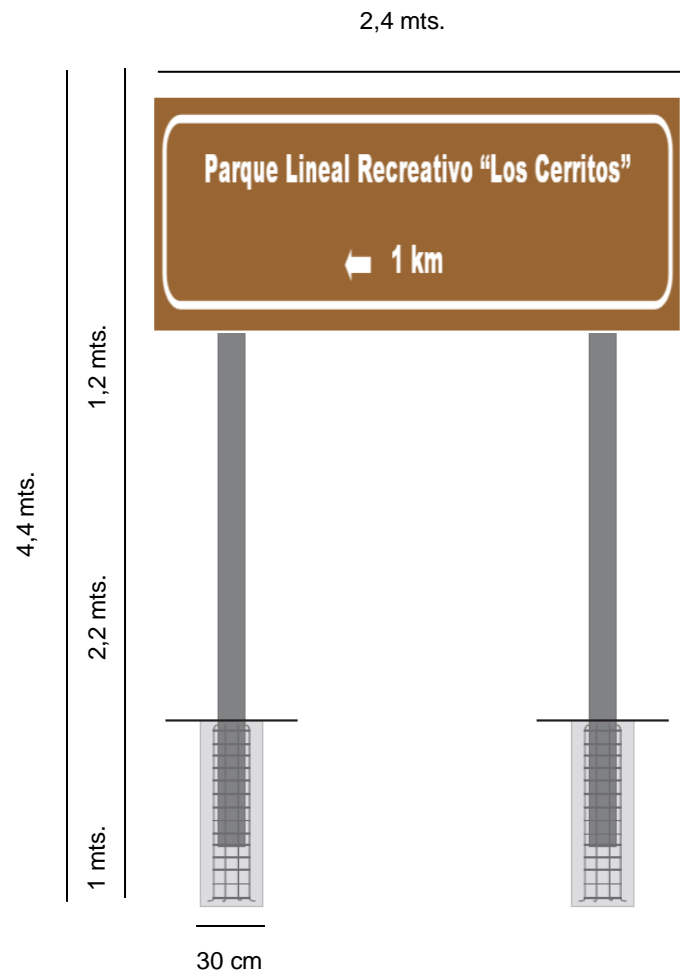 2,4 mts.
Parque Lineal Recreativo “Los Cerritos”
1 km
1,2 mts.
4,4 mts.
2,2 mts.
1 mts.
30 cm